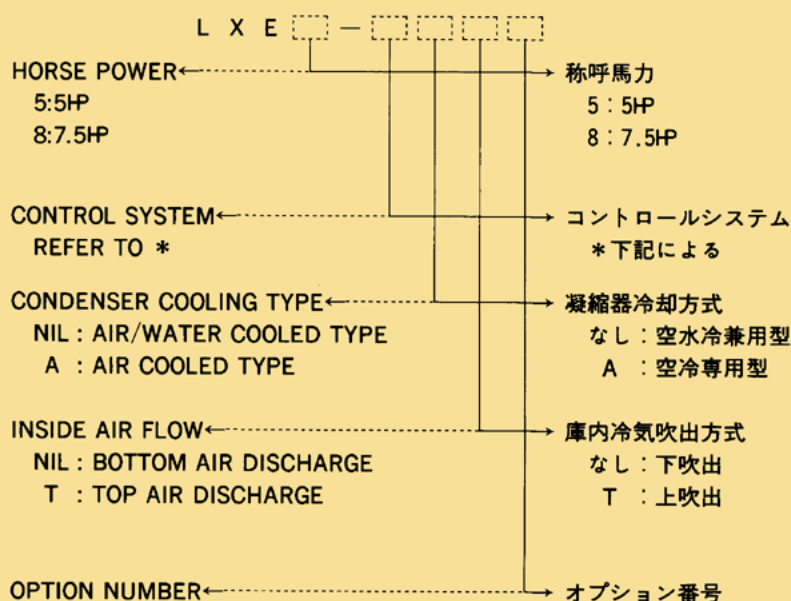 L X E □ — □ □ □ □
HORSE POWER 称呼馬力
5:5HP 5:5HP
8:7.5HP 8:7.5HP
CONTROL SYSTEM コントロールシステム
REFER TO * *下記による
CONDENSER COOLING TYPE 凝縮器冷却方式
NIL : AIR/WATER COOLED TYPE なし:空水冷兼用型
A : AIR COOLED TYPE A :空冷専用型
INSIDE AIR FLOW 庫内冷気吹出方式
NIL : BOTTOM AIR DISCHARGE なし:下吹出
T : TOP AIR DISCHARGE T :上吹出
OPTION NUMBER オプション番号